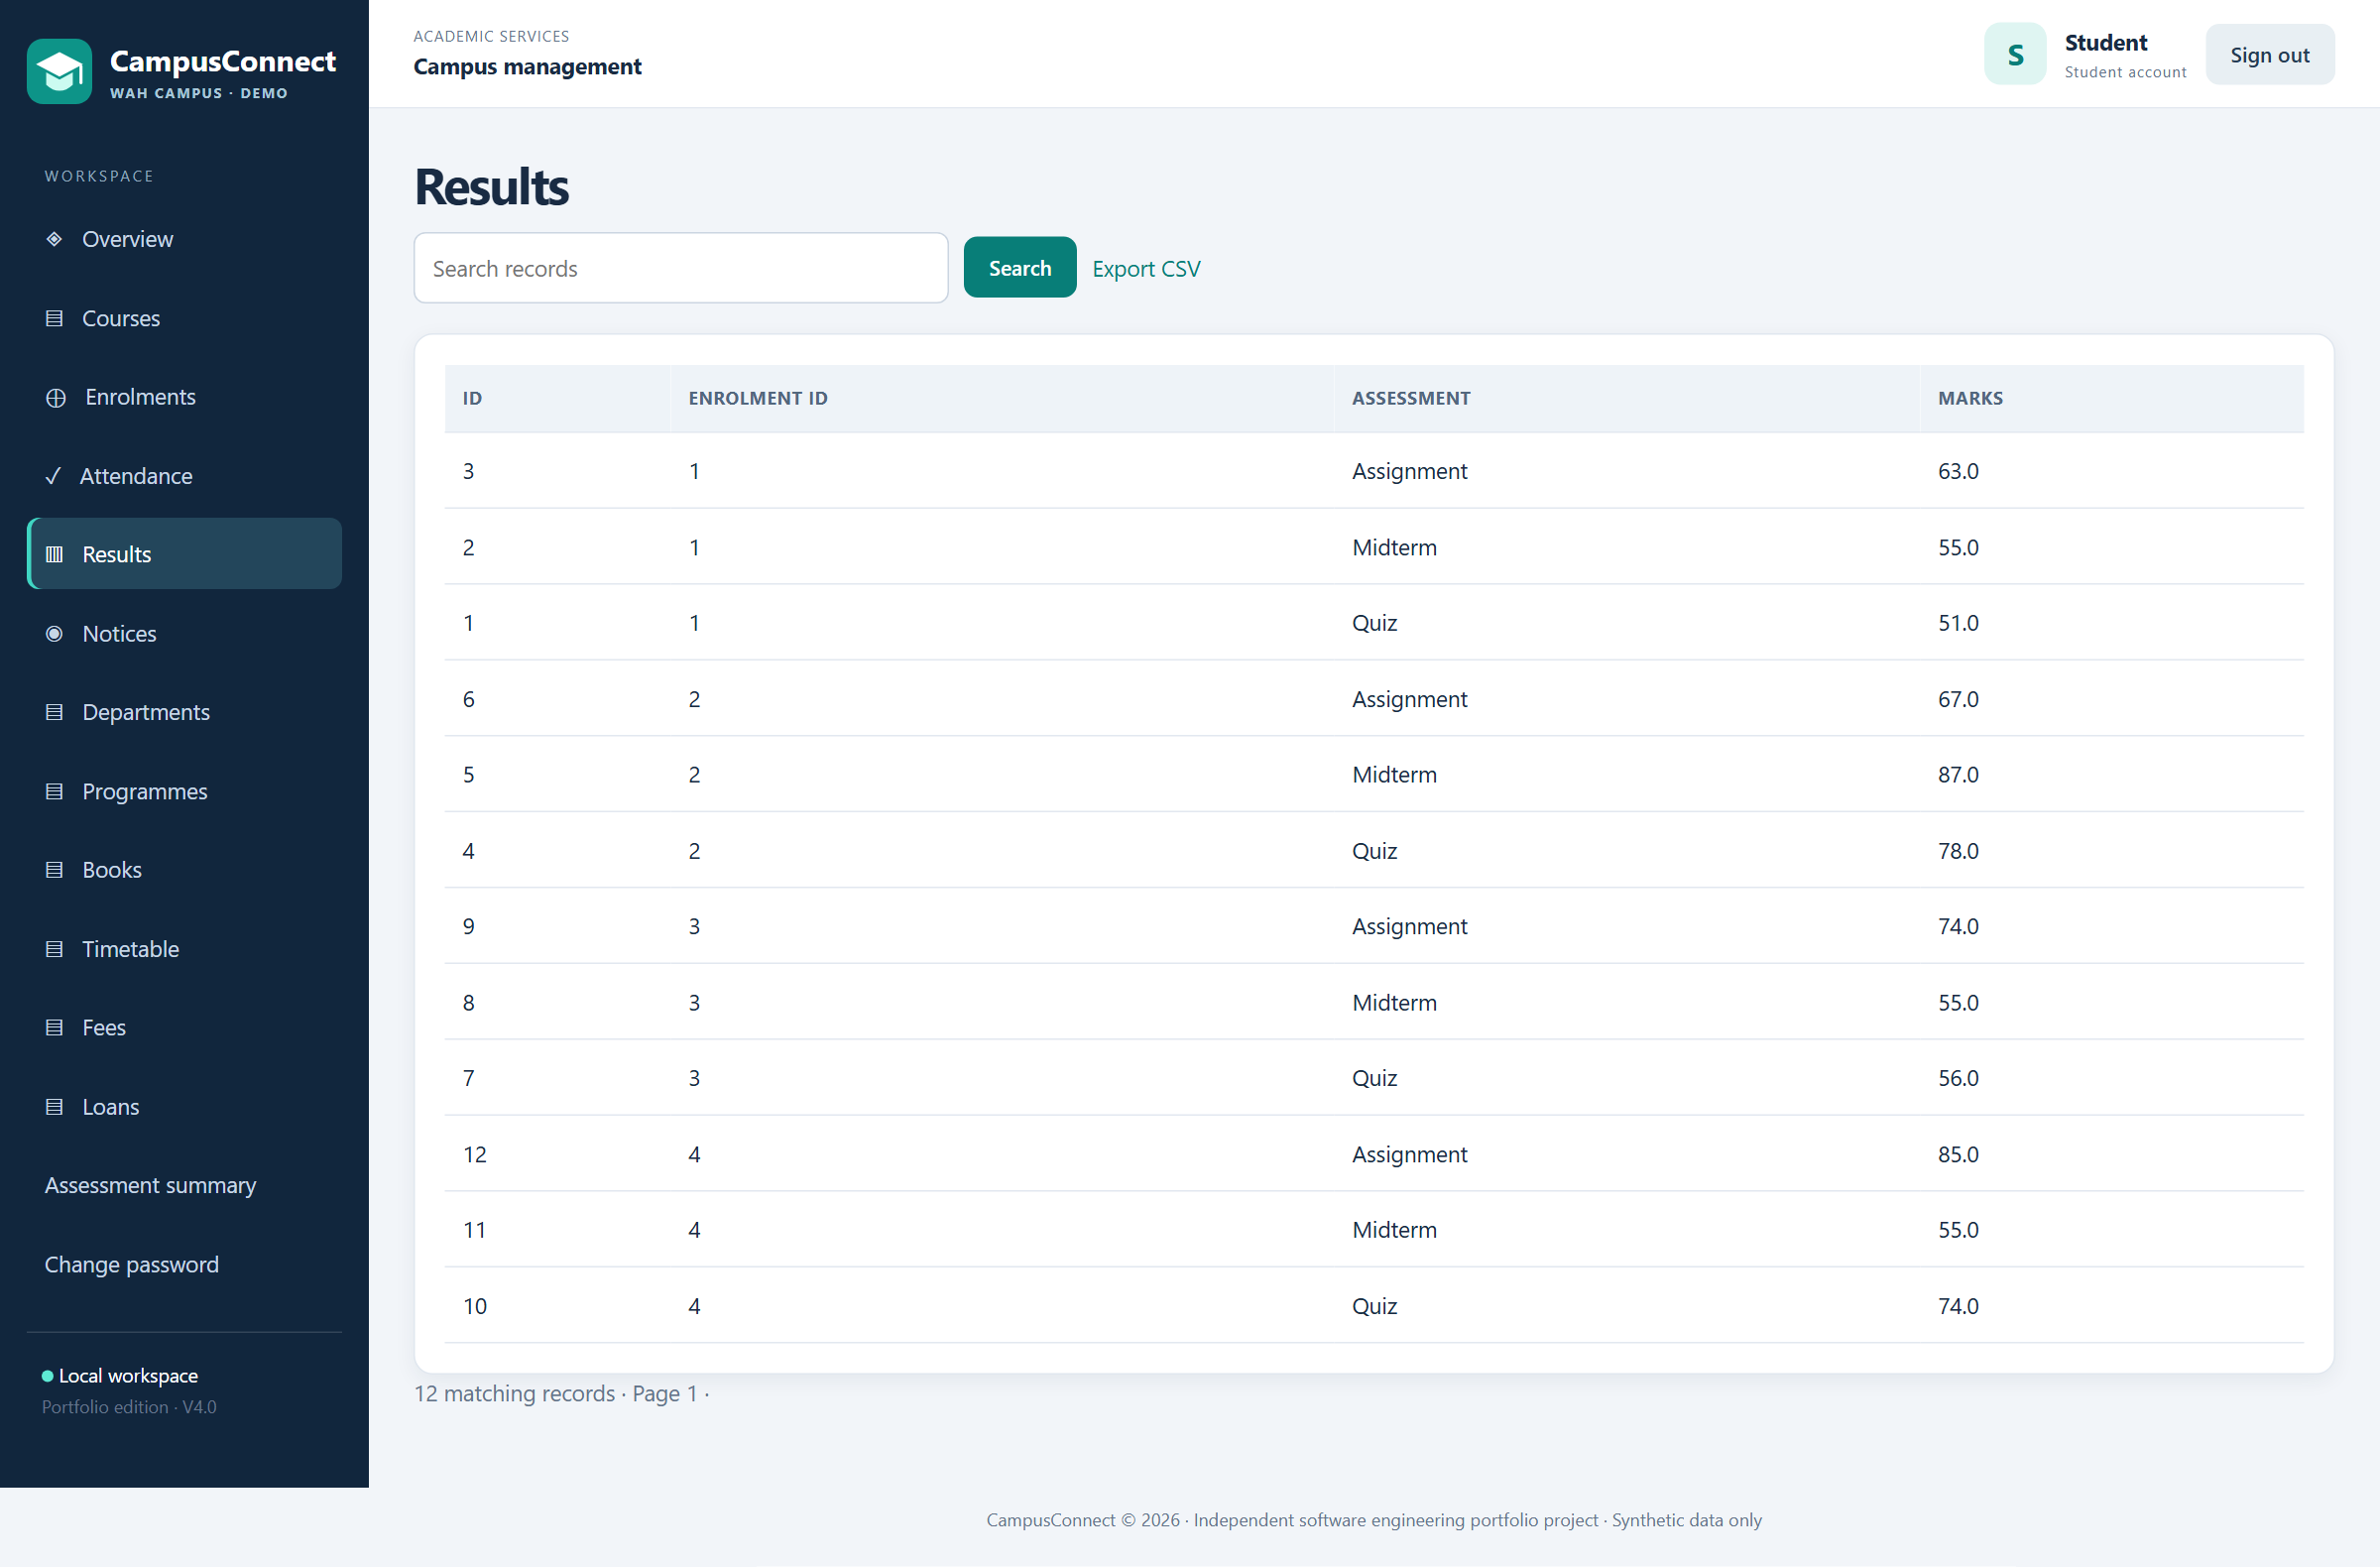 CampusConnect
WAH CAMPUS · DEMO
WORKSPACE
Overview
Courses
Enrolments
Attendance
Results
Notices
Departments
Programmes
Books
Timetable
Fees
Loans
Assessment summary
Change password
Local workspace
Portfolio edition · V4.0
ACADEMIC SERVICES
Campus management
S
Student
Student account
Sign out
Results
Search records
Search
Export CSV
ID ENROLMENT ID ASSESSMENT MARKS
3 1 Assignment 63.0
2 1 Midterm 55.0
1 1 Quiz 51.0
6 2 Assignment 67.0
5 2 Midterm 87.0
4 2 Quiz 78.0
9 3 Assignment 74.0
8 3 Midterm 55.0
7 3 Quiz 56.0
12 4 Assignment 85.0
11 4 Midterm 55.0
10 4 Quiz 74.0
12 matching records · Page 1 ·
CampusConnect © 2026 · Independent software engineering portfolio project · Synthetic data only